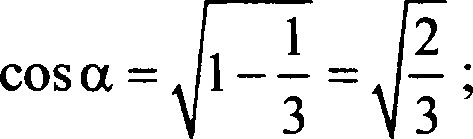 cos α = √(1 − 1/3) = √(2/3) ;